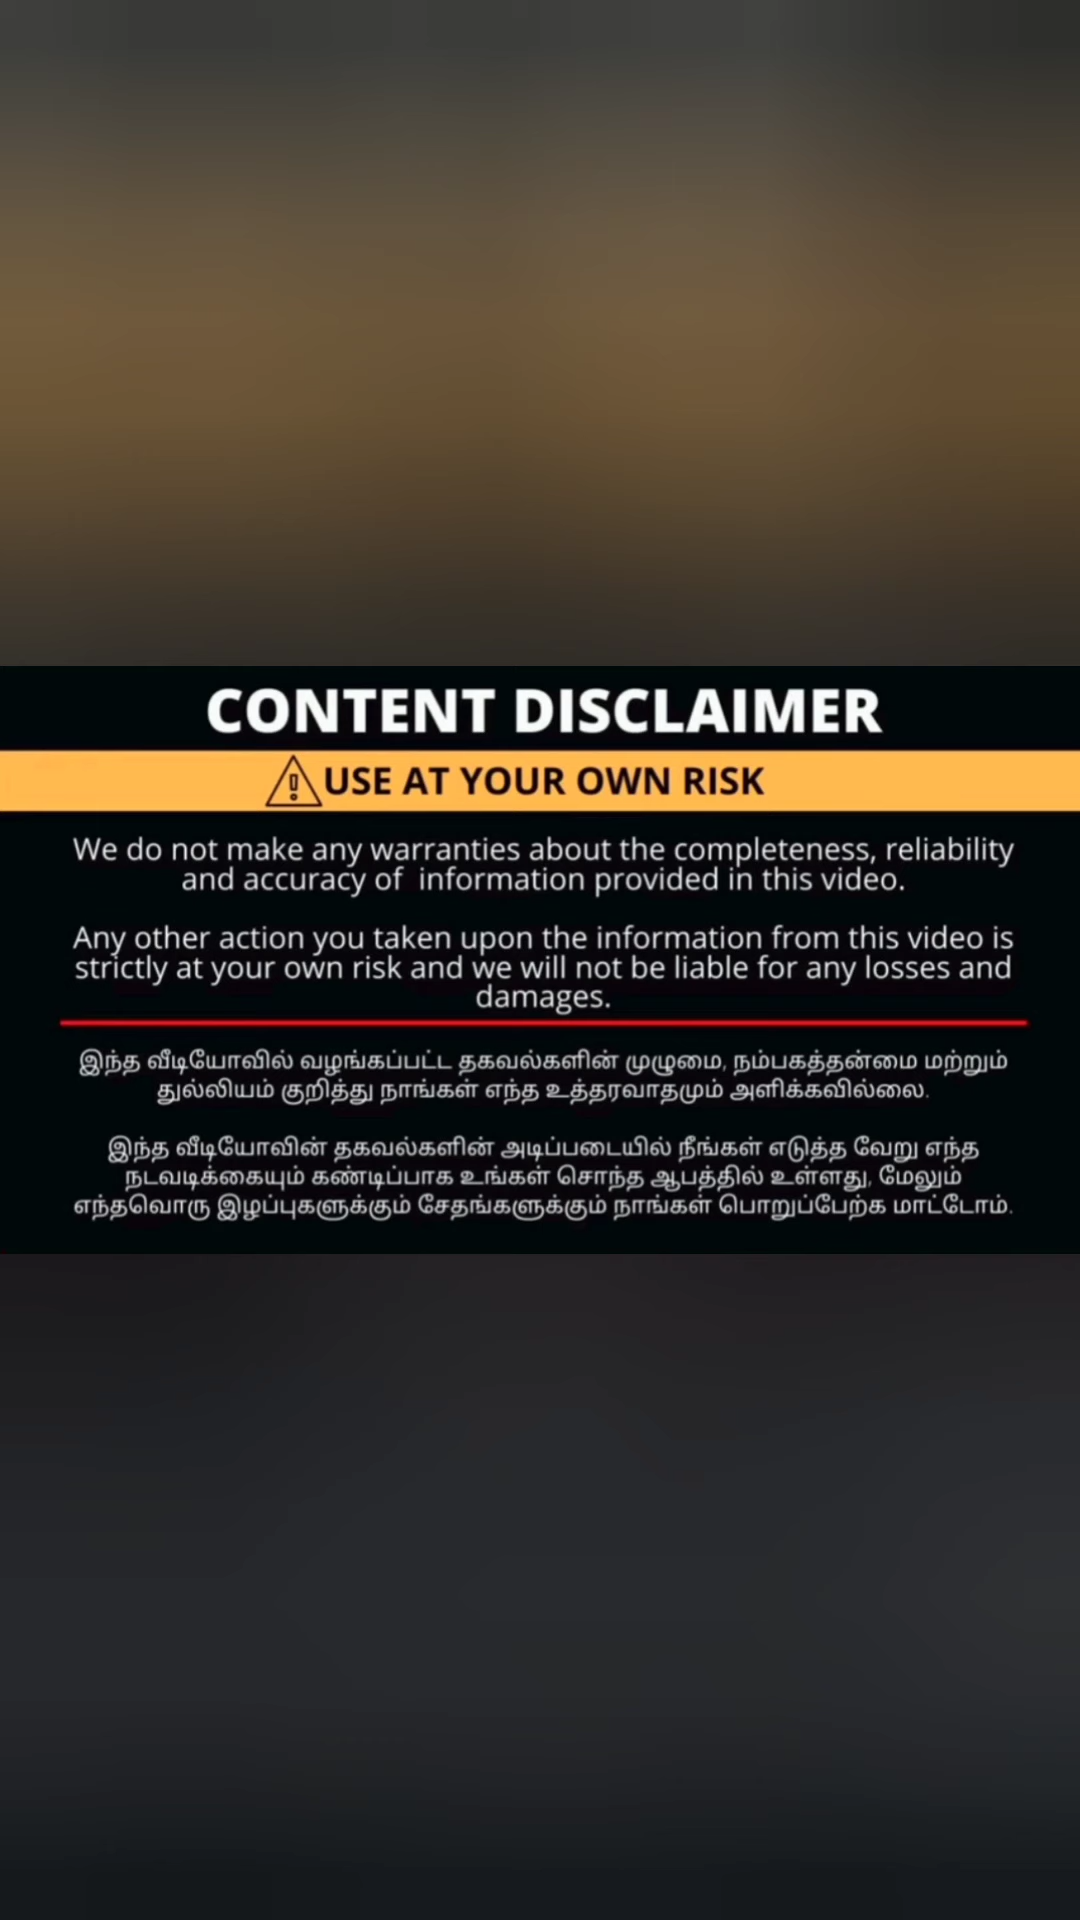 CONTENT DISCLAIMER
USE AT YOUR OWN RISK
We do not make any warranties about the completeness, reliability
and accuracy of information provided in this video.
Any other action you taken upon the information from this video is
strictly at your own risk and we will not be liable for any losses and
damages.
இந்த வீடியோவில் வழங்கப்பட்ட தகவல்களின் முழுமை, நம்பகத்தன்மை மற்றும்
துல்லியம் குறித்து நாங்கள் எந்த உத்தரவாதமும் அளிக்கவில்லை.
இந்த வீடியோவின் தகவல்களின் அடிப்படையில் நீங்கள் எடுத்த வேறு எந்த
நடவடிக்கையும் கண்டிப்பாக உங்கள் சொந்த ஆபத்தில் உள்ளது, மேலும்
எந்தவொரு இழப்புகளுக்கும் சேதங்களுக்கும் நாங்கள் பொறுப்பேற்க மாட்டோம்.